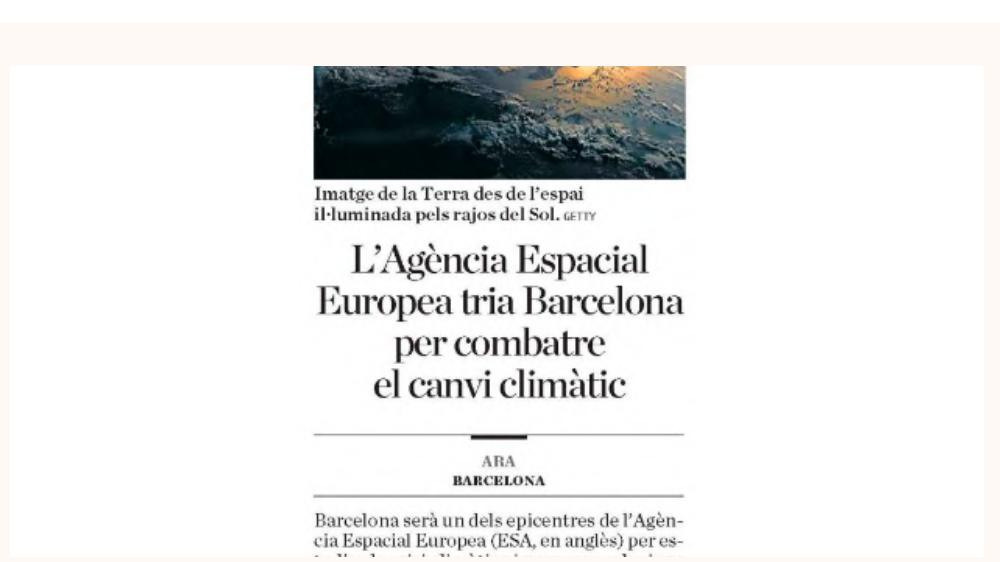 Imatge de la Terra des de l'espai
il·luminada pels rajos del Sol. GETTY
L'Agència Espacial
Europea tria Barcelona
per combatre
el canvi climàtic
ARA
BARCELONA
Barcelona serà un dels epicentres de l'Agèn-
cia Espacial Europea (ESA, en anglès) per es-